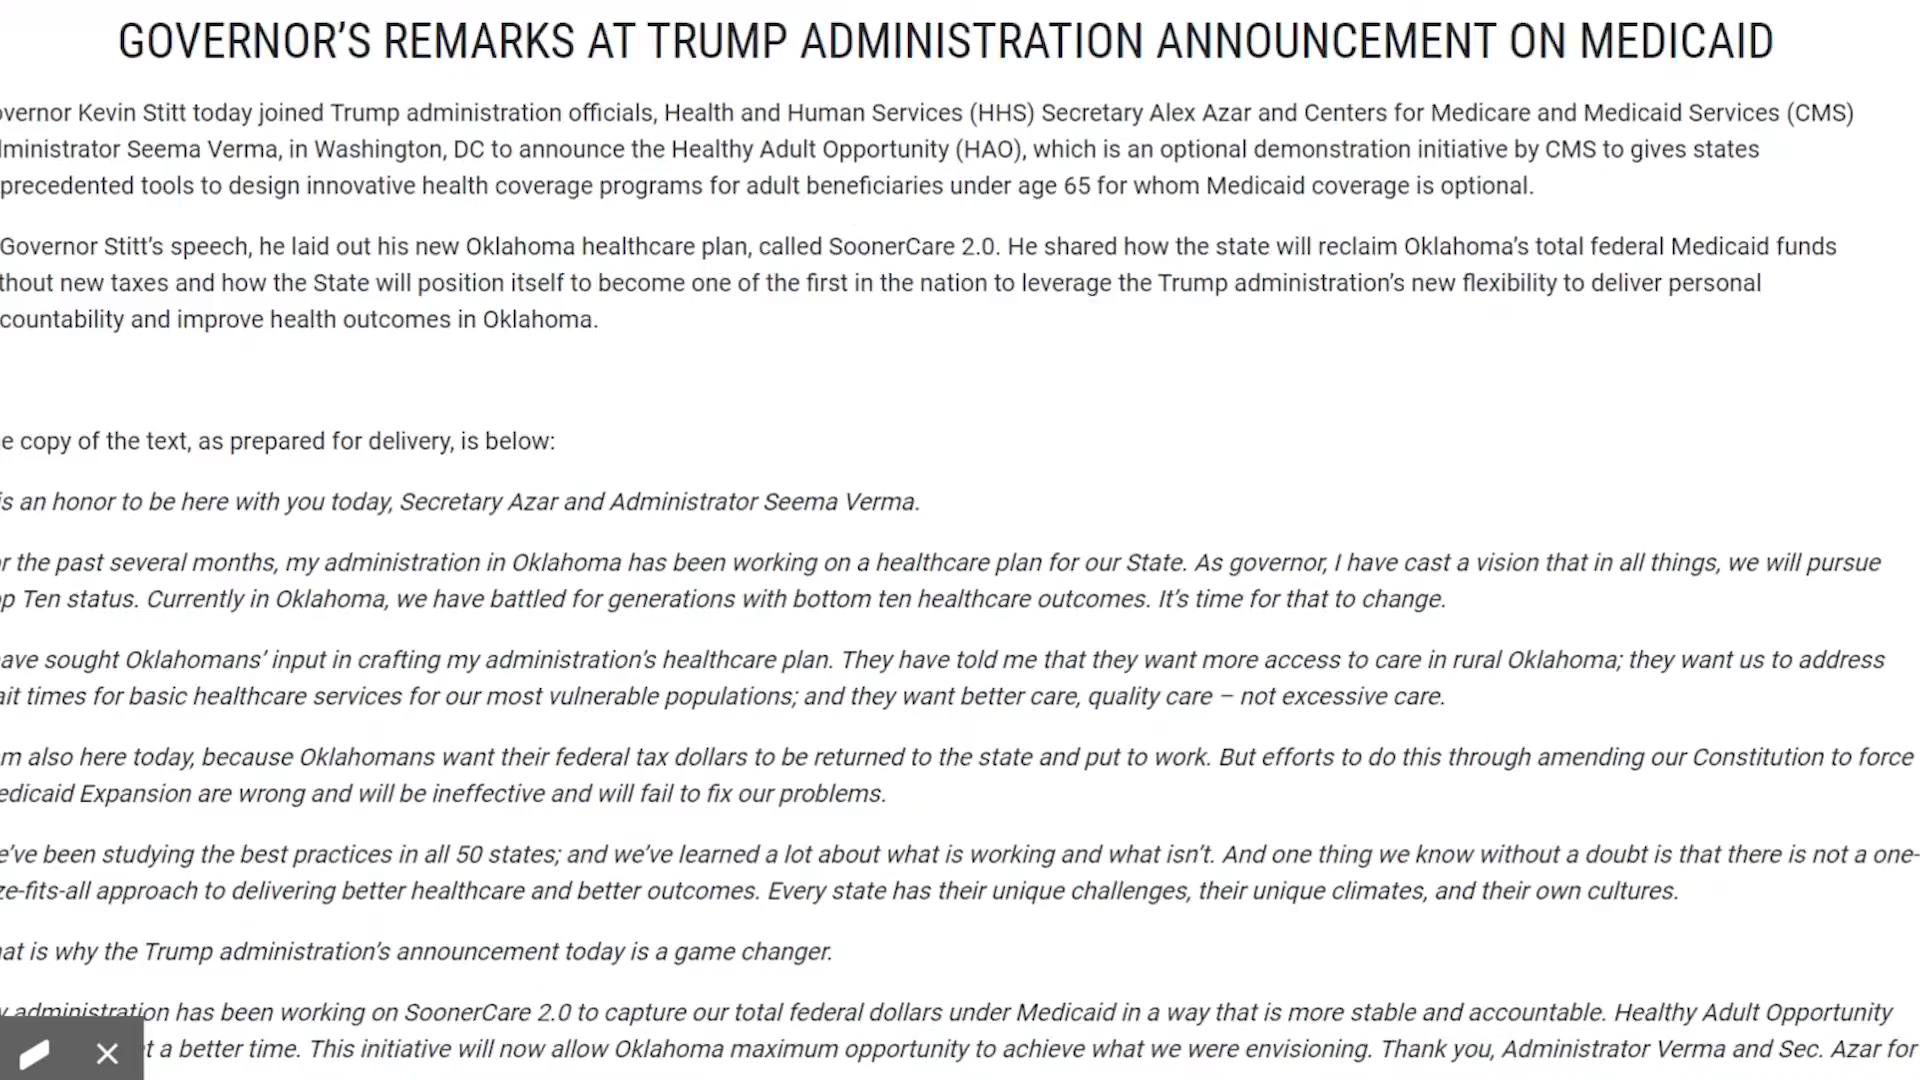 GOVERNOR’S REMARKS AT TRUMP ADMINISTRATION ANNOUNCEMENT ON MEDICAID
overnor Kevin Stitt today joined Trump administration officials, Health and Human Services (HHS) Secretary Alex Azar and Centers for Medicare and Medicaid Services (CMS)
lministrator Seema Verma, in Washington, DC to announce the Healthy Adult Opportunity (HAO), which is an optional demonstration initiative by CMS to gives states
precedented tools to design innovative health coverage programs for adult beneficiaries under age 65 for whom Medicaid coverage is optional.
Governor Stitt’s speech, he laid out his new Oklahoma healthcare plan, called SoonerCare 2.0. He shared how the state will reclaim Oklahoma’s total federal Medicaid funds
thout new taxes and how the State will position itself to become one of the first in the nation to leverage the Trump administration’s new flexibility to deliver personal
countability and improve health outcomes in Oklahoma.
e copy of the text, as prepared for delivery, is below:
is an honor to be here with you today, Secretary Azar and Administrator Seema Verma.
r the past several months, my administration in Oklahoma has been working on a healthcare plan for our State. As governor, I have cast a vision that in all things, we will pursue
p Ten status. Currently in Oklahoma, we have battled for generations with bottom ten healthcare outcomes. It’s time for that to change.
ave sought Oklahomans’ input in crafting my administration’s healthcare plan. They have told me that they want more access to care in rural Oklahoma; they want us to address
ait times for basic healthcare services for our most vulnerable populations; and they want better care, quality care – not excessive care.
m also here today, because Oklahomans want their federal tax dollars to be returned to the state and put to work. But efforts to do this through amending our Constitution to force
edicaid Expansion are wrong and will be ineffective and will fail to fix our problems.
e’ve been studying the best practices in all 50 states; and we’ve learned a lot about what is working and what isn’t. And one thing we know without a doubt is that there is not a one-
ze-fits-all approach to delivering better healthcare and better outcomes. Every state has their unique challenges, their unique climates, and their own cultures.
at is why the Trump administration’s announcement today is a game changer.
y administration has been working on SoonerCare 2.0 to capture our total federal dollars under Medicaid in a way that is more stable and accountable. Healthy Adult Opportunity
t a better time. This initiative will now allow Oklahoma maximum opportunity to achieve what we were envisioning. Thank you, Administrator Verma and Sec. Azar for